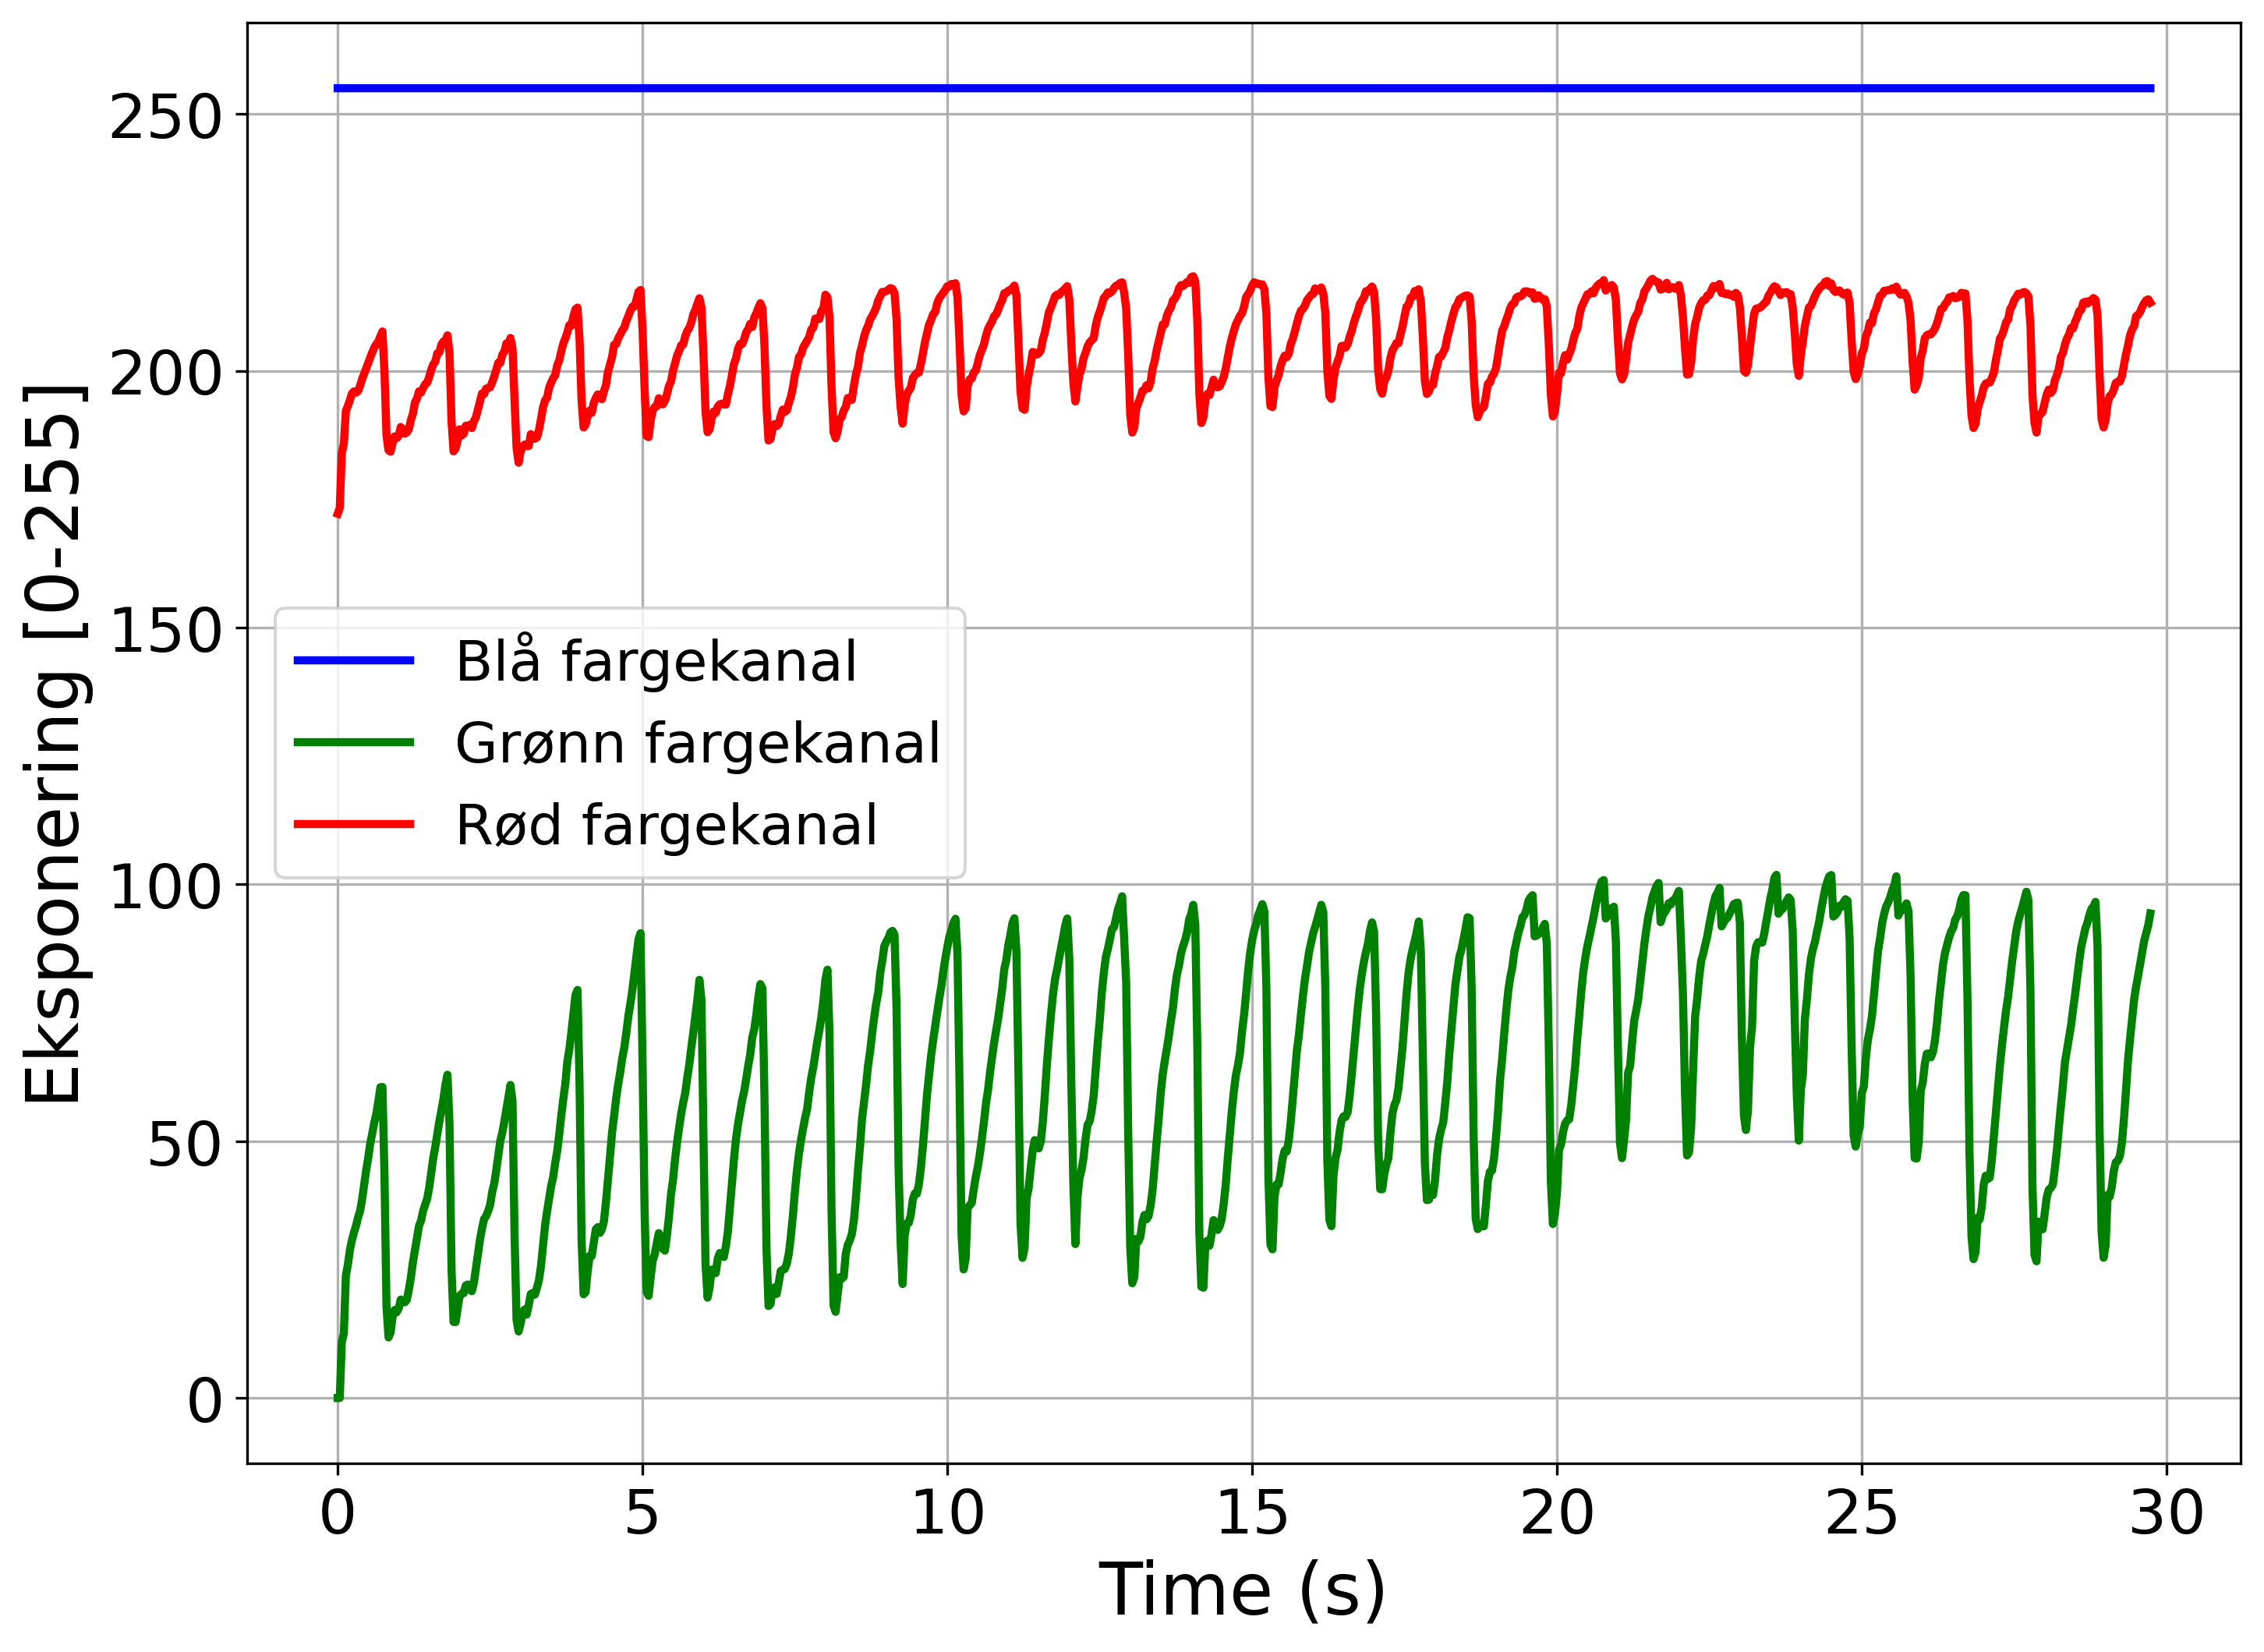 Eksponering [0-255]
250
200
150
100
50
0
Blå fargekanal
Grønn fargekanal
Rød fargekanal
0 5 10 15 20 25 30
Time (s)